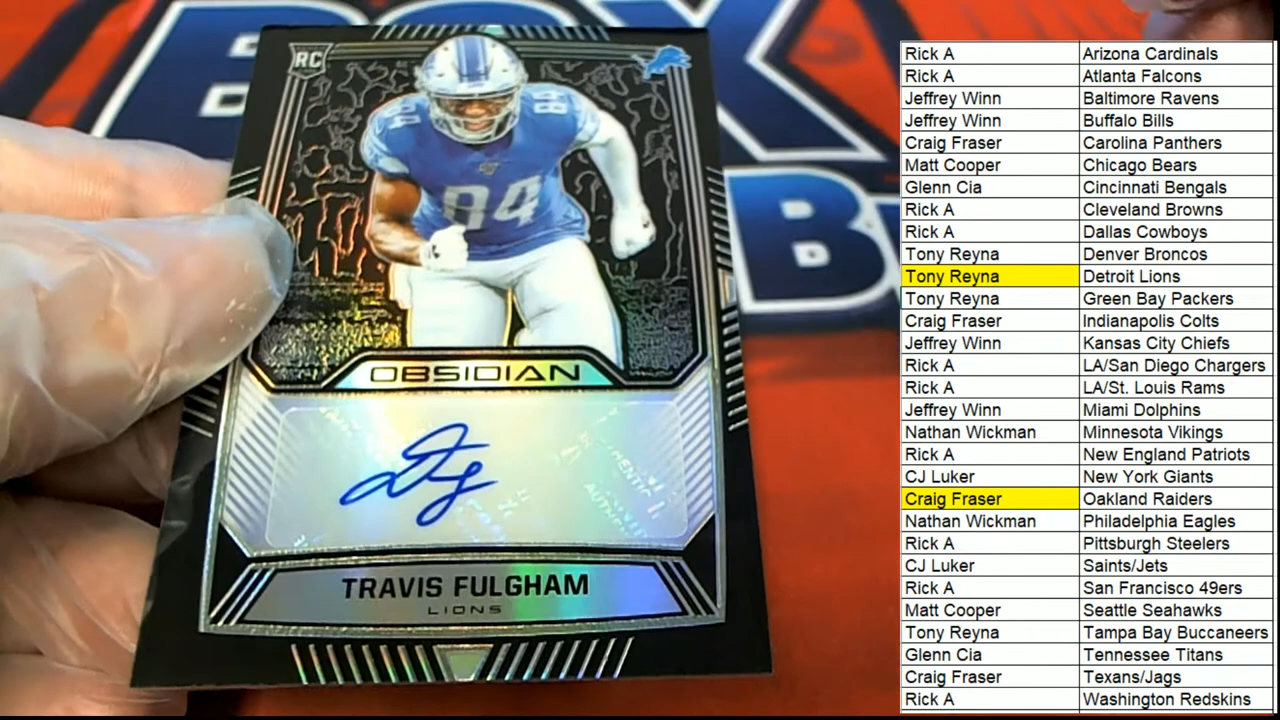 BOX
B
RC
84
84
84
OBSIDIAN
TRAVIS FULGHAM
LIONS
Rick A Arizona Cardinals
Rick A Atlanta Falcons
Jeffrey Winn Baltimore Ravens
Jeffrey Winn Buffalo Bills
Craig Fraser Carolina Panthers
Matt Cooper Chicago Bears
Glenn Cia Cincinnati Bengals
Rick A Cleveland Browns
Rick A Dallas Cowboys
Tony Reyna Denver Broncos
Tony Reyna Detroit Lions
Tony Reyna Green Bay Packers
Craig Fraser Indianapolis Colts
Jeffrey Winn Kansas City Chiefs
Rick A LA/San Diego Chargers
Rick A LA/St. Louis Rams
Jeffrey Winn Miami Dolphins
Nathan Wickman Minnesota Vikings
Rick A New England Patriots
CJ Luker New York Giants
Craig Fraser Oakland Raiders
Nathan Wickman Philadelphia Eagles
Rick A Pittsburgh Steelers
CJ Luker Saints/Jets
Rick A San Francisco 49ers
Matt Cooper Seattle Seahawks
Tony Reyna Tampa Bay Buccaneers
Glenn Cia Tennessee Titans
Craig Fraser Texans/Jags
Rick A Washington Redskins